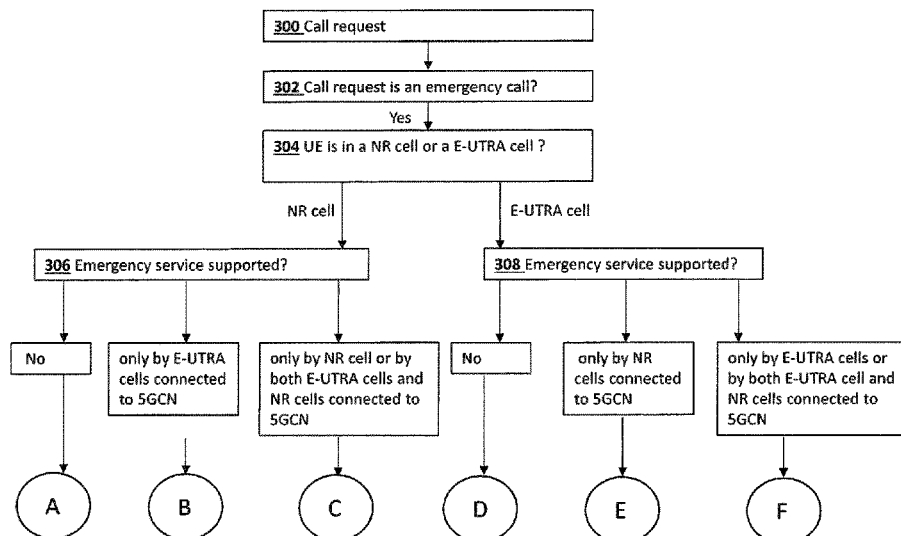 300 Call request
302 Call request is an emergency call?
Yes
304 UE is in a NR cell or a E-UTRA cell ?
NR cell
E-UTRA cell
306 Emergency service supported?
308 Emergency service supported?
No
only by E-UTRA
cells connected
to 5GCN
only by NR cell or by
both E-UTRA cells and
NR cells connected to
5GCN
No
only by NR
cells connected
to 5GCN
only by E-UTRA cells or
by both E-UTRA cell and
NR cells connected to
5GCN
A
B
C
D
E
F